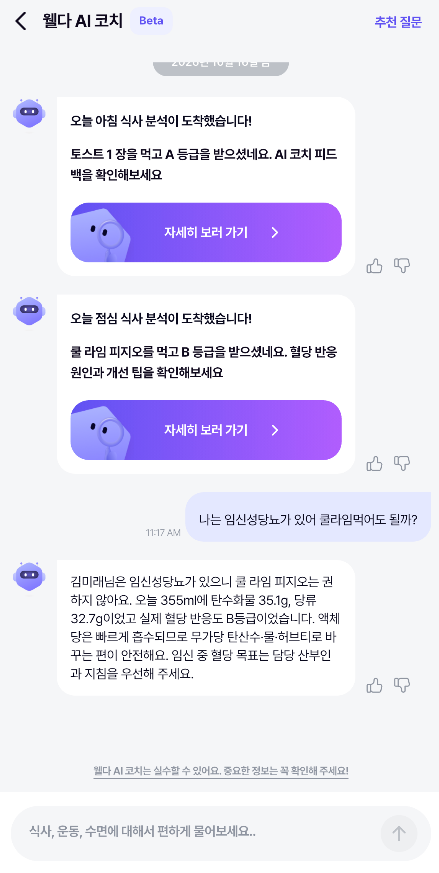 웰다 AI 코치 Beta 추천 질문
오늘 아침 식사 분석이 도착했습니다!
토스트 1 장을 먹고 A 등급을 받으셨네요. AI 코치 피드
백을 확인해보세요
자세히 보러 가기
오늘 점심 식사 분석이 도착했습니다!
쿨 라임 피지오를 먹고 B 등급을 받으셨네요. 혈당 반응
원인과 개선 팁을 확인해보세요
자세히 보러 가기
나는 임신성당뇨가 있어 쿨라임먹어도 될까?
11:17 AM
김미래님은 임신성당뇨가 있으니 쿨 라임 피지오는 권
하지 않아요. 오늘 355ml에 탄수화물 35.1g, 당류
32.7g이었고 실제 혈당 반응도 B등급이었습니다. 액체
당은 빠르게 흡수되므로 무가당 탄산수·물·허브티로 바
꾸는 편이 안전해요. 임신 중 혈당 목표는 담당 산부인
과 지침을 우선해 주세요.
웰다 AI 코치는 실수할 수 있어요. 중요한 정보는 꼭 확인해 주세요!
식사, 운동, 수면에 대해서 편하게 물어보세요..